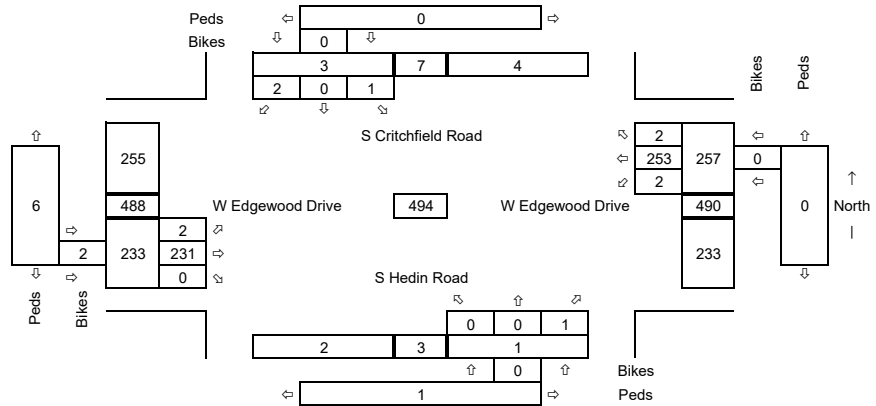 Peds 0
Bikes 0
3 7 4
2 0 1
Bikes
Peds
S Critchfield Road
255
2
253 257 0
2
6
488 W Edgewood Drive 494 W Edgewood Drive 490
0 North
2 233
2
231
0
233
S Hedin Road
Peds
Bikes
0 0 1
2 3 1
0 Bikes
1 Peds